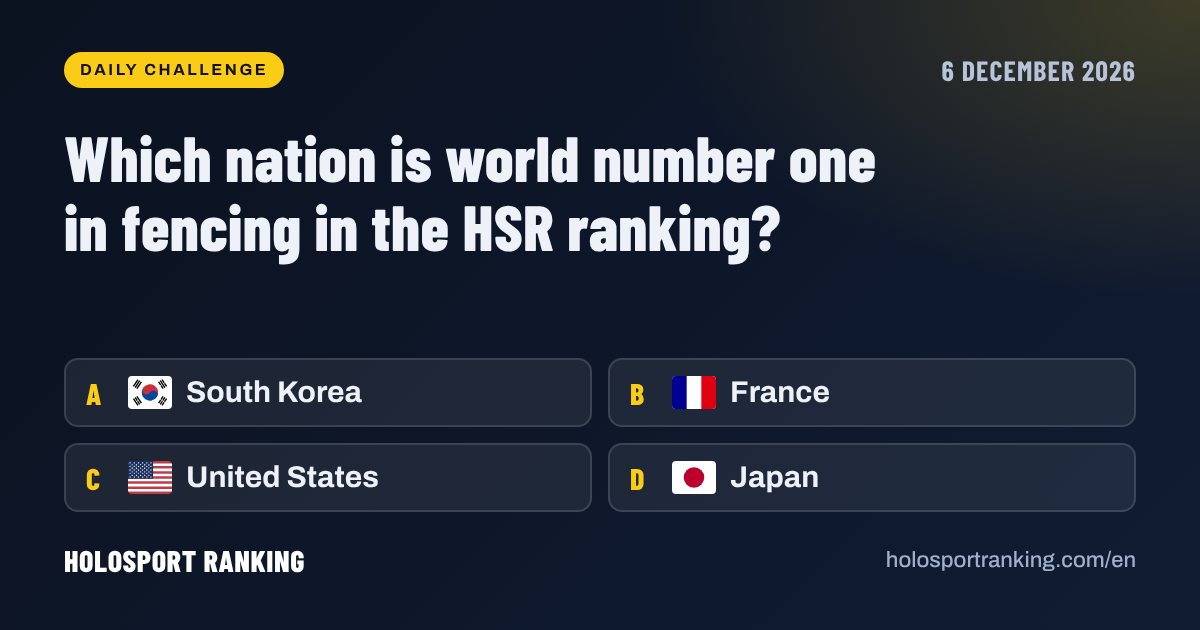 DAILY CHALLENGE
6 DECEMBER 2026
Which nation is world number one
in fencing in the HSR ranking?
A South Korea
B France
C United States
D Japan
HOLOSPORT RANKING
holosportranking.com/en